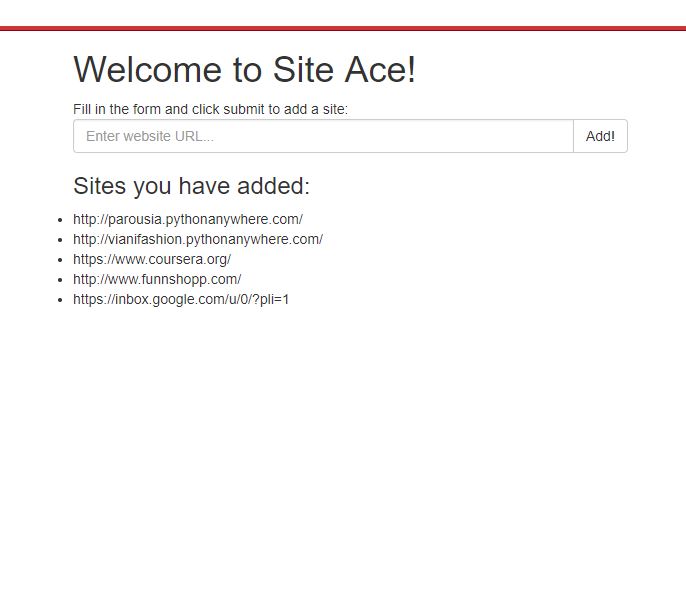 Welcome to Site Ace!
Fill in the form and click submit to add a site:
Enter website URL... Add!
Sites you have added:
http://parousia.pythonanywhere.com/
http://vianifashion.pythonanywhere.com/
https://www.coursera.org/
http://www.funnshopp.com/
https://inbox.google.com/u/0/?pli=1